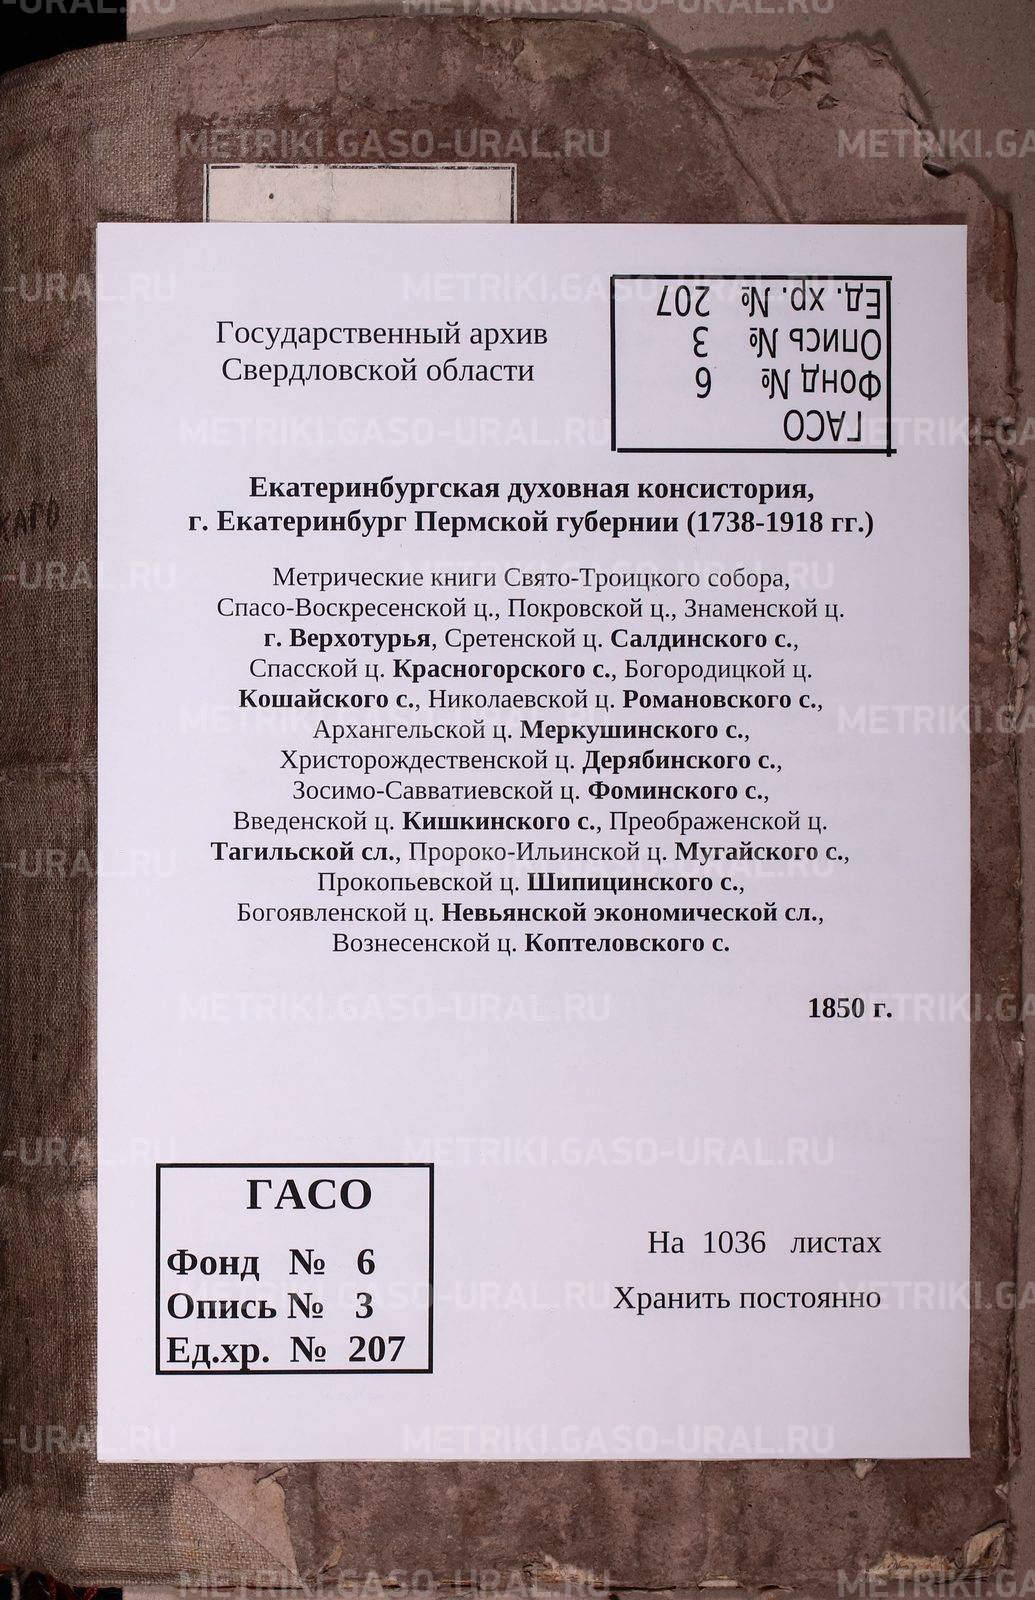 Государственный архив
Свердловской области
ГАСО
Фонд № 6
Опись № 3
Ед. хр. № 207
Екатеринбургская духовная консистория,
г. Екатеринбург Пермской губернии (1738-1918 гг.)
Метрические книги Свято-Троицкого собора,
Спасо-Воскресенской ц., Покровской ц., Знаменской ц.
г. Верхотурья, Сретенской ц. Салдинского с.,
Спасской ц. Красногорского с., Богородицкой ц.
Кошайского с., Николаевской ц. Романовского с.,
Архангельской ц. Меркушинского с.,
Христорождественской ц. Дерябинского с.,
Зосимо-Савватиевской ц. Фоминского с.,
Введенской ц. Кишкинского с., Преображенской ц.
Тагильской сл., Пророко-Ильинской ц. Мугайского с.,
Прокопьевской ц. Шипицинского с.,
Богоявленской ц. Невьянской экономической сл.,
Вознесенской ц. Коптеловского с.
1850 г.
ГАСО
Фонд № 6
Опись № 3
Ед.хр. № 207
На 1036 листах
Хранить постоянно
METRIKI.GASO-URAL.RU